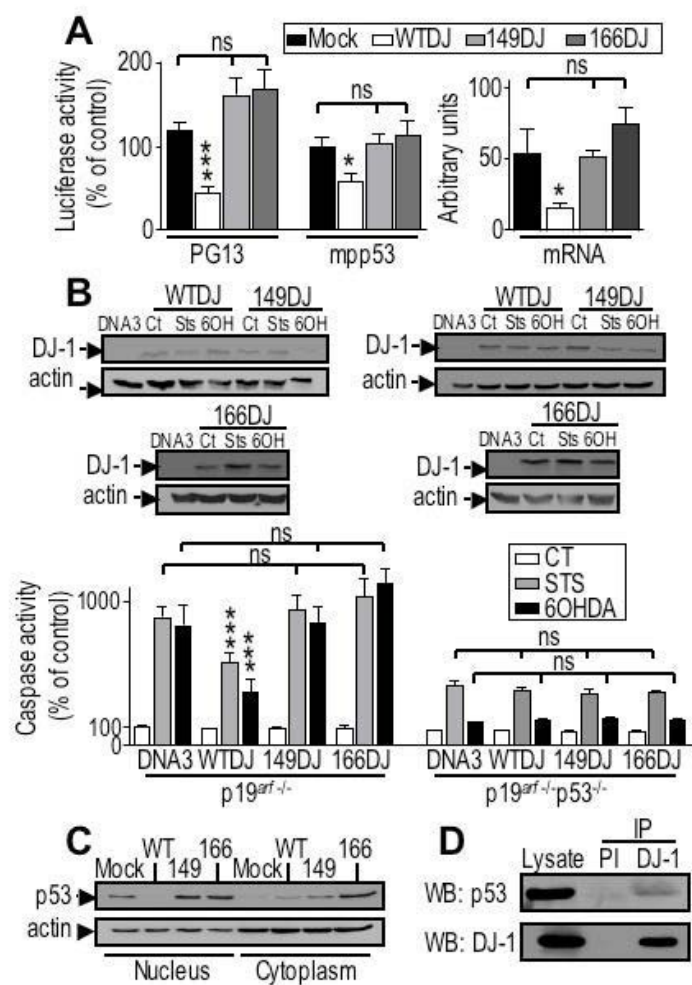 A
Mock WTDJ 149DJ 166DJ
ns
ns
ns
Luciferase activity
(% of control)
200
100
0
***
*
PG13
mpp53
Arbitrary units
100
50
0
*
mRNA
B
WTDJ 149DJ
DNA3 Ct Sts 6OH Ct Sts 6OH
DJ-1
actin
WTDJ 149DJ
DNA3 Ct Sts 6OH Ct Sts 6OH
DJ-1
actin
166DJ
DNA3 Ct Sts 6OH
DJ-1
actin
166DJ
DNA3 Ct Sts 6OH
DJ-1
actin
ns
ns
CT
STS
6OHDA
Caspase activity
(% of control)
1000
100
0
***
***
ns
ns
DNA3 WTDJ 149DJ 166DJ
DNA3 WTDJ 149DJ 166DJ
p19arf -/-
p19arf -/-p53-/-
C
WT 166 WT 166
Mock 149 Mock 149
p53
actin
Nucleus Cytoplasm
D
IP
Lysate PI DJ-1
WB: p53
WB: DJ-1